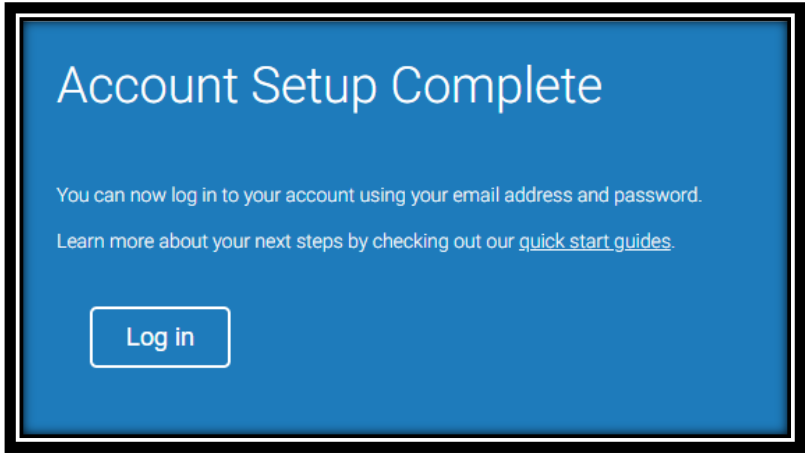 Account Setup Complete
You can now log in to your account using your email address and password.
Learn more about your next steps by checking out our quick start guides.
Log in